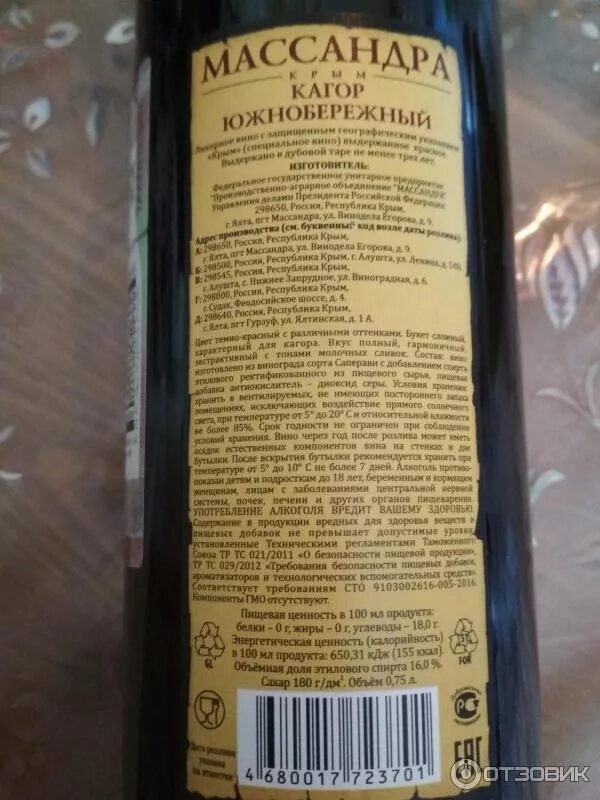 МАССАНДРА
КРЫМ
КАГОР
ЮЖНОБЕРЕЖНЫЙ
Ликерное вино с защищенным географическим указанием
«Крым» (специальное вино) выдержанное красное
Выдержано в дубовой таре не менее трех лет.
ИЗГОТОВИТЕЛЬ:
Федеральное государственное унитарное предприятие
"Производственно-аграрное объединение "МАССАНДРА"
Управления делами Президента Российской Федерации
298650, Россия, Республика Крым,
г. Ялта, пгт Массандра, ул. Винодела Егорова, д. 9.
Адрес производства (см. буквенный код возле даты розлива):
А: 298650, Россия, Республика Крым,
г. Ялта, пгт Массандра, ул. Винодела Егорова, д. 9.
Б: 298500, Россия, Республика Крым, г. Алушта, ул. Ленина, д. 54б.
В: 298545, Россия, Республика Крым,
г. Алушта, с. Нижнее Запрудное, ул. Виноградная, д. 6.
Г: 298000, Россия, Республика Крым,
г. Судак, Феодосийское шоссе, д. 4.
Д: 298640, Россия, Республика Крым,
г. Ялта, пгт Гурзуф, ул. Ялтинская, д. 1 А.
Цвет темно-красный с различными оттенками. Букет сложный,
характерный для кагора. Вкус полный, гармоничный,
экстрактивный с тонами молочных сливок. Состав: вино
изготовлено из винограда сорта Саперави с добавлением спирта
этилового ректификованного из пищевого сырья, пищевая
добавка антиокислитель - диоксид серы. Условия хранения:
хранить в вентилируемых, не имеющих постороннего запаха
помещениях, исключающих воздействие прямого солнечного
света, при температуре от 5° до 20° С и относительной влажности
не более 85%. Срок годности не ограничен при соблюдении
условий хранения. Вино через год после розлива может иметь
осадок естественных компонентов вина на стенках и дне
бутылки. После вскрытия бутылки рекомендуется хранить при
температуре от 5° до 10° С не более 7 дней. Алкоголь противо-
показан детям и подросткам до 18 лет, беременным и кормящим
женщинам, лицам с заболеваниями центральной нервной
системы, почек, печени и других органов пищеварения.
УПОТРЕБЛЕНИЕ АЛКОГОЛЯ ВРЕДИТ ВАШЕМУ ЗДОРОВЬЮ.
Содержание в продукции вредных для здоровья веществ и
пищевых добавок не превышает допустимые уровни
установленные Техническими регламентами Таможенного
Союза ТР ТС 021/2011 «О безопасности пищевой продукции»,
ТР ТС 029/2012 «Требования безопасности пищевых добавок,
ароматизаторов и технологических вспомогательных средств».
Соответствует требованиям СТО 9103002616-005-2016.
Компоненты ГМО отсутствуют.
Пищевая ценность в 100 мл продукта:
белки – 0 г, жиры – 0 г, углеводы – 18,0 г.
Энергетическая ценность (калорийность)
в 100 мл продукта: 650,31 кДж (155 ккал).
Объёмная доля этилового спирта 16,0 %.
Сахар 180 г/дм³. Объём 0,75 л.
GL
51
FOR
Добровольная
сертификация
Дата розлива
указана
на этикетке
4 680017 723701
ЕАС
ОТЗОВИК